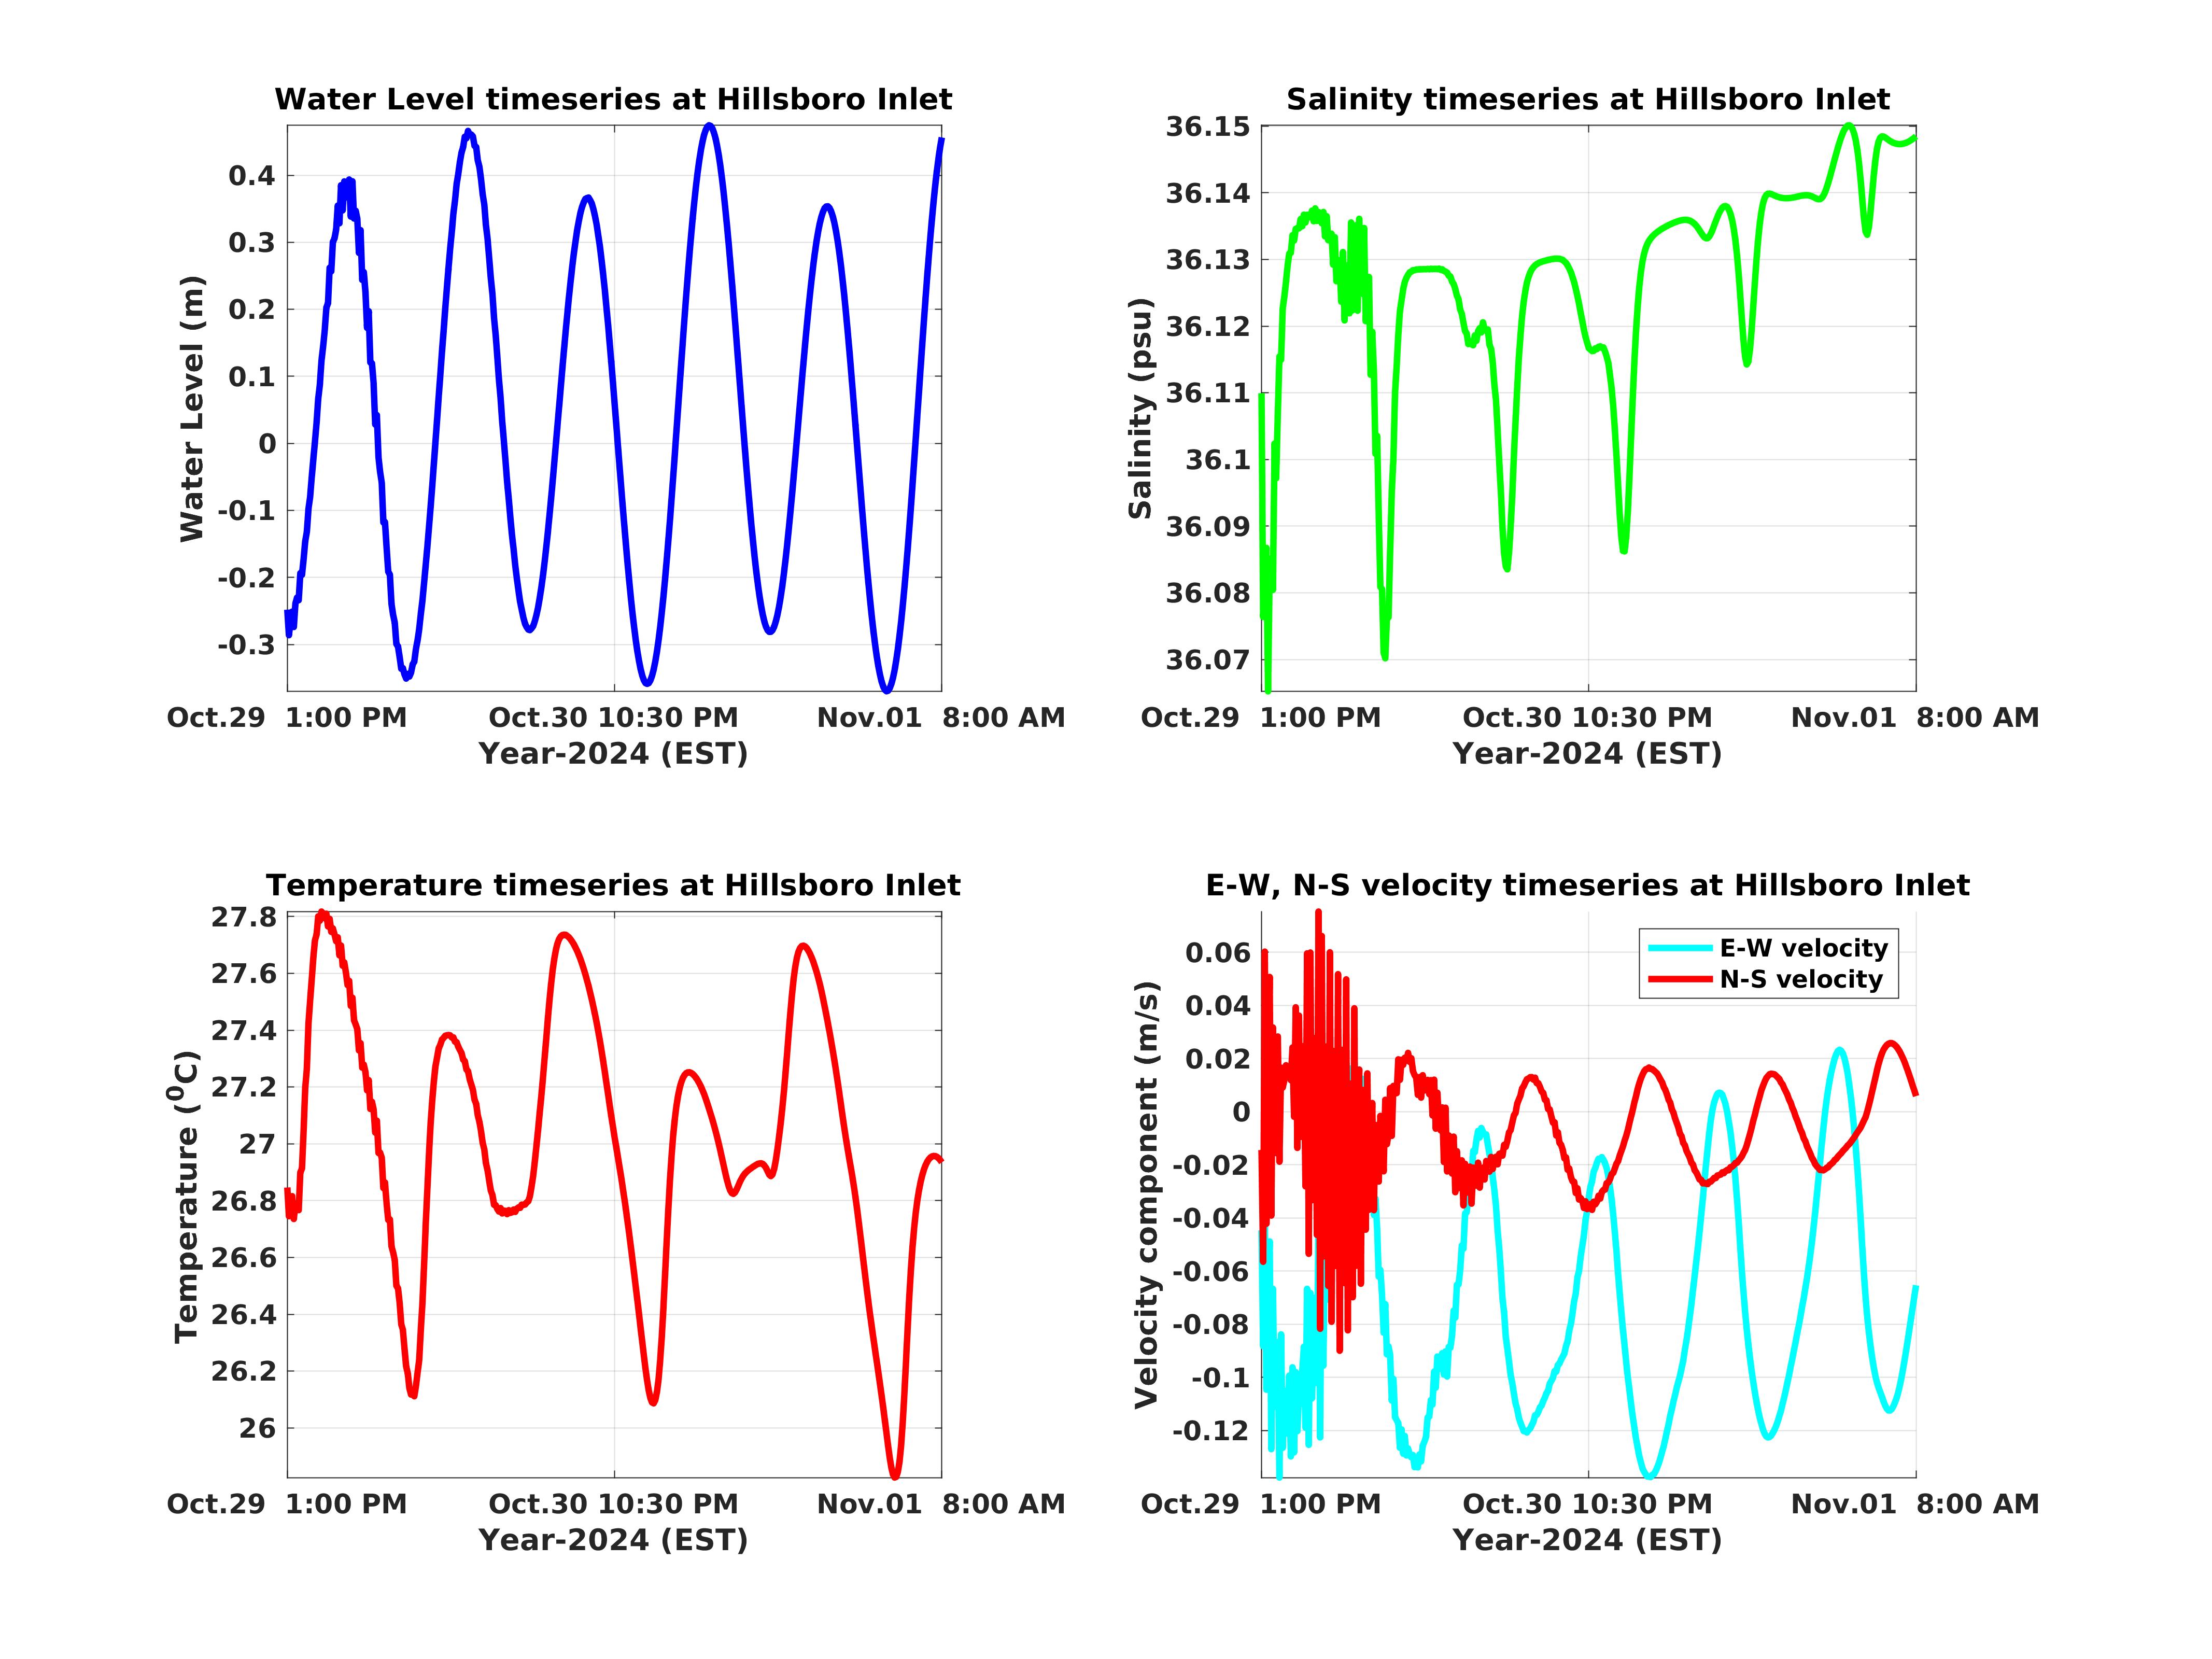 Water Level timeseries at Hillsboro Inlet
Water Level (m)
0.4
0.3
0.2
0.1
0
-0.1
-0.2
-0.3
Oct.29 1:00 PM Oct.30 10:30 PM Nov.01 8:00 AM
Year-2024 (EST)
Salinity timeseries at Hillsboro Inlet
Salinity (psu)
36.15
36.14
36.13
36.12
36.11
36.1
36.09
36.08
36.07
Oct.29 1:00 PM Oct.30 10:30 PM Nov.01 8:00 AM
Year-2024 (EST)
Temperature timeseries at Hillsboro Inlet
Temperature (⁰C)
27.8
27.6
27.4
27.2
27
26.8
26.6
26.4
26.2
26
Oct.29 1:00 PM Oct.30 10:30 PM Nov.01 8:00 AM
Year-2024 (EST)
E-W, N-S velocity timeseries at Hillsboro Inlet
Velocity component (m/s)
0.06
0.04
0.02
0
-0.02
-0.04
-0.06
-0.08
-0.1
-0.12
E-W velocity
N-S velocity
Oct.29 1:00 PM Oct.30 10:30 PM Nov.01 8:00 AM
Year-2024 (EST)